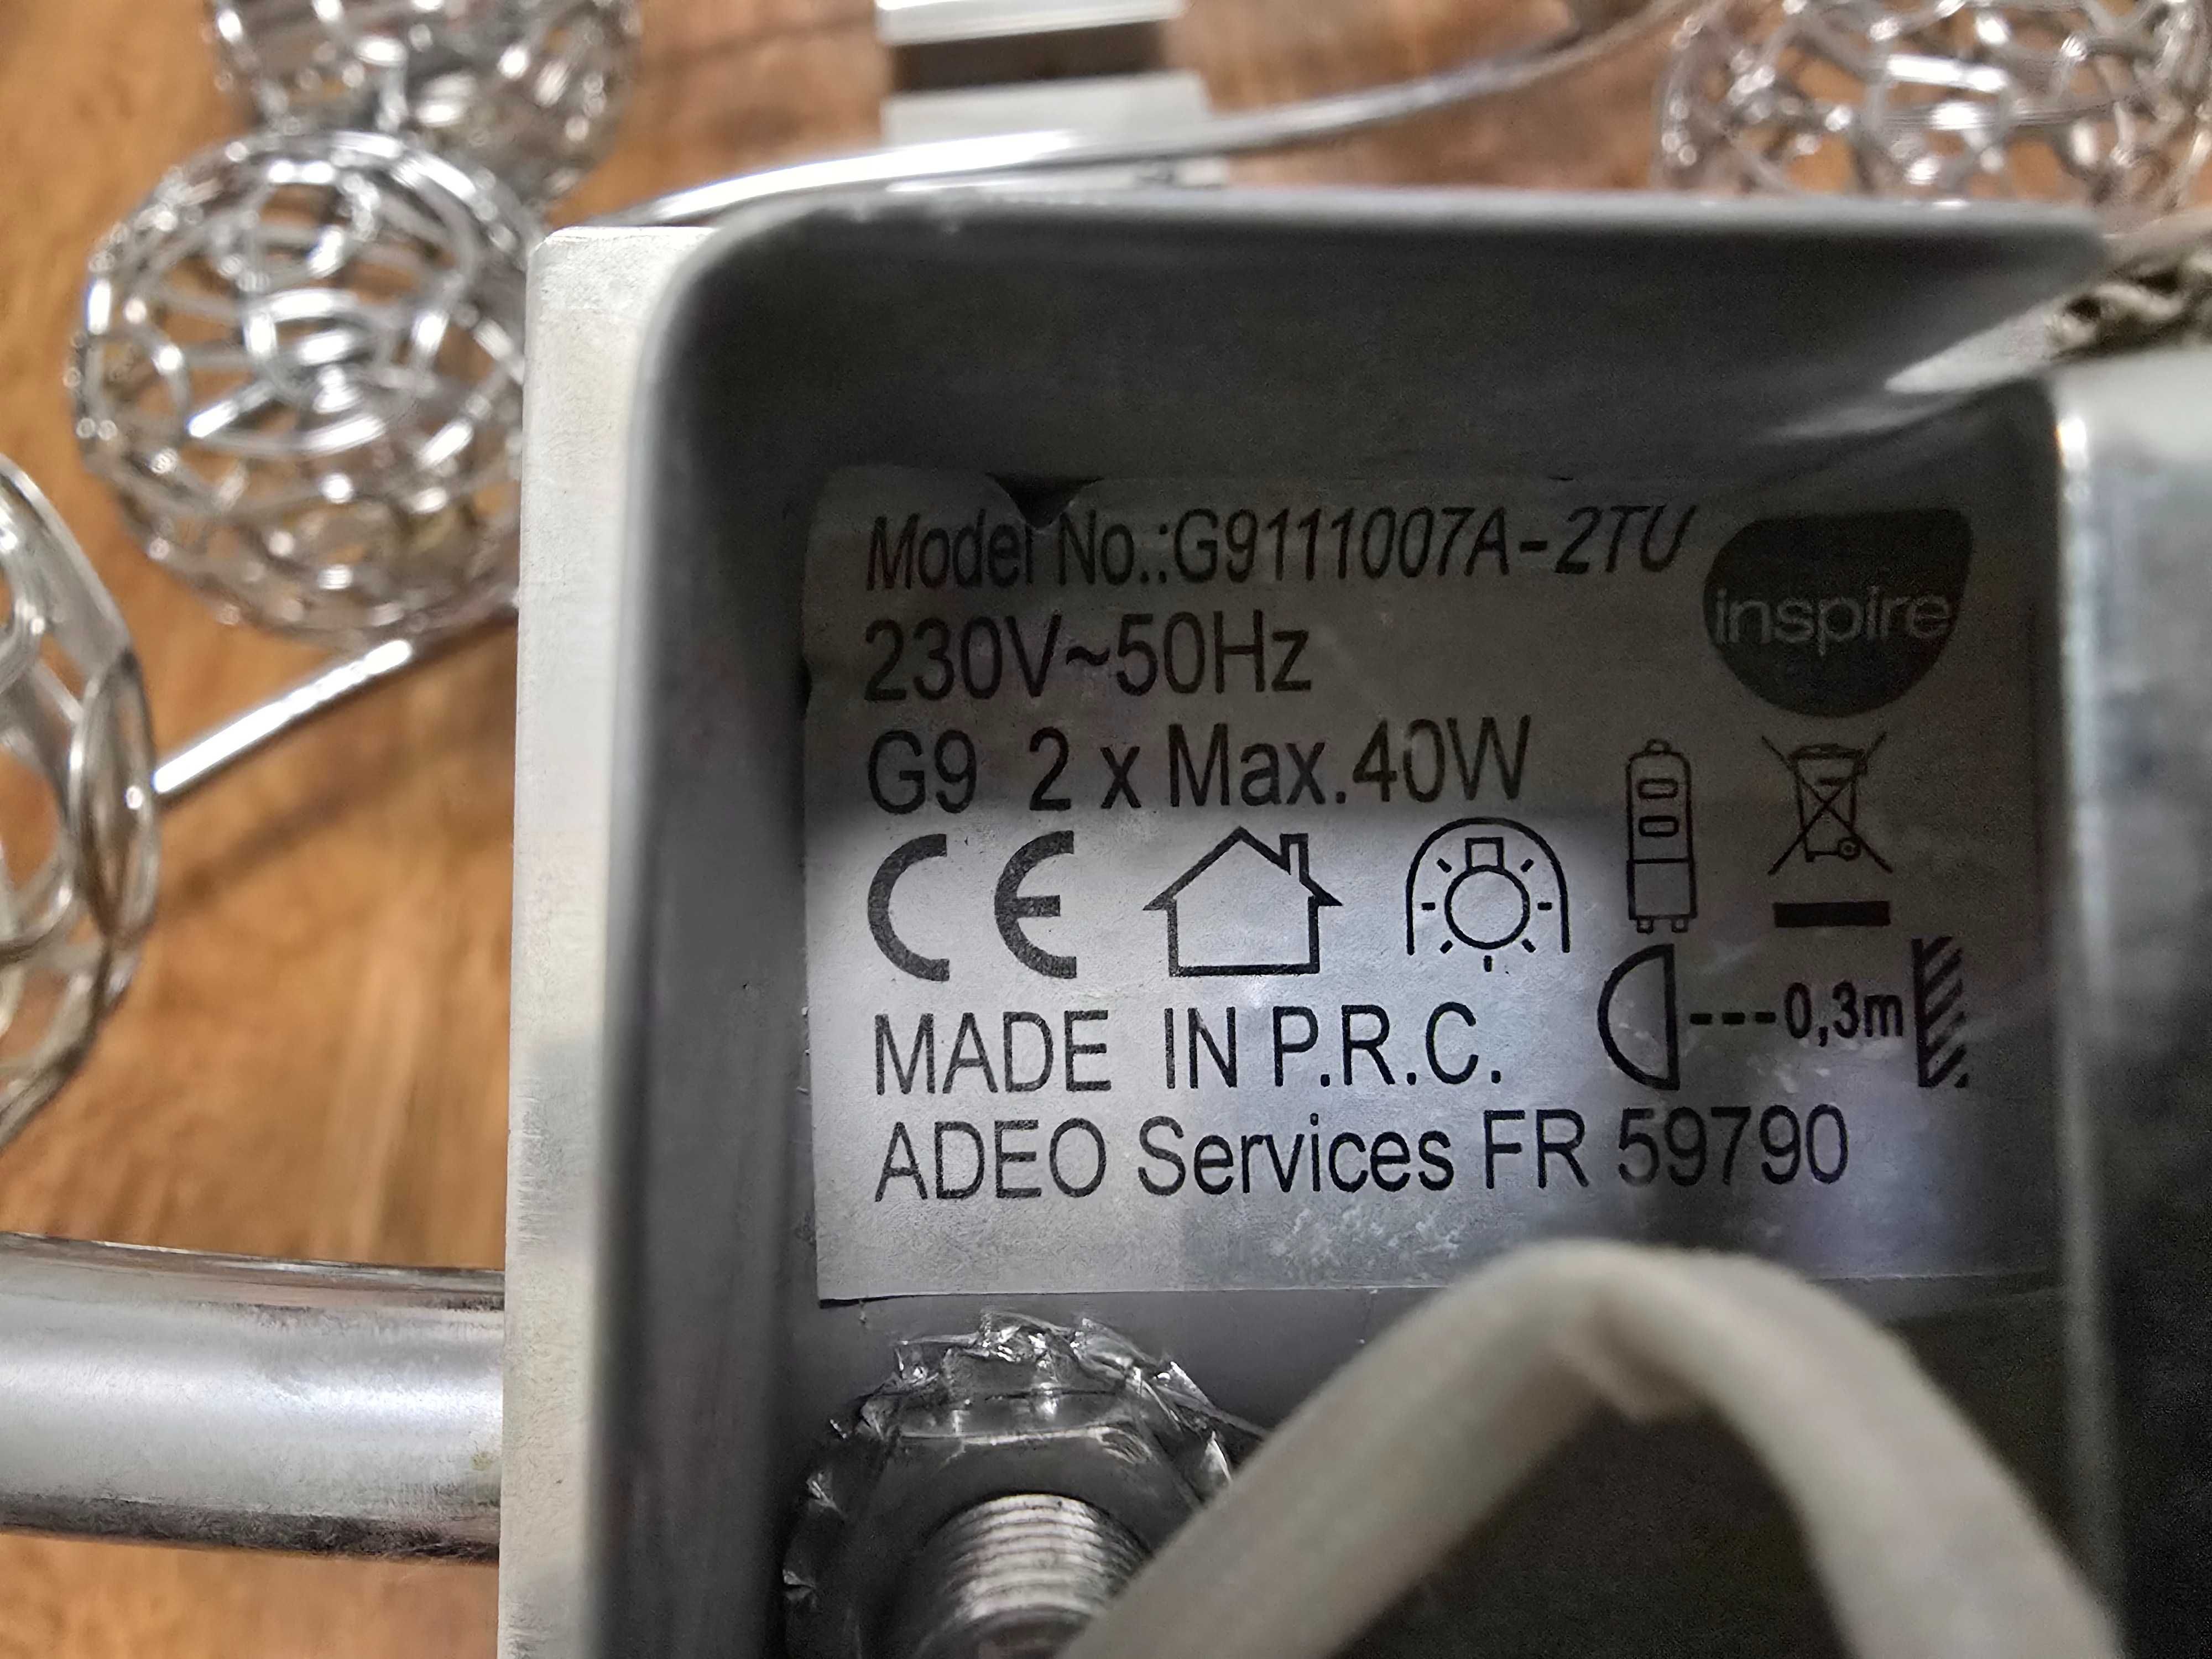 Model No.:G9111007A-2TU
inspire
230V~50Hz
G9 2 x Max.40W
CE
MADE IN P.R.C.
0,3m
ADEO Services FR 59790